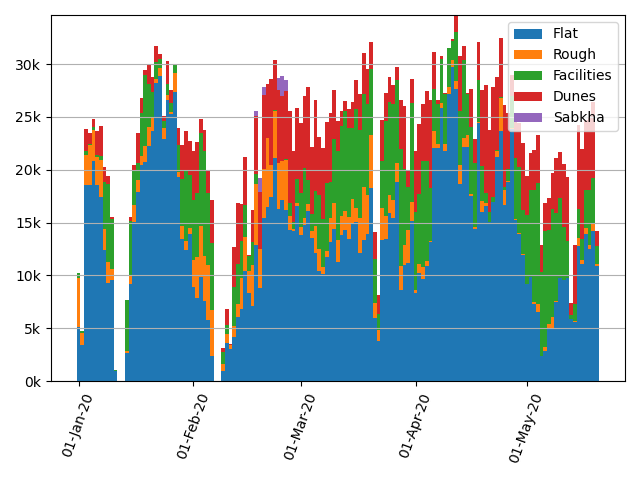 Flat
Rough
Facilities
Dunes
Sabkha
30k
25k
20k
15k
10k
5k
0k
01-Jan-20
01-Feb-20
01-Mar-20
01-Apr-20
01-May-20